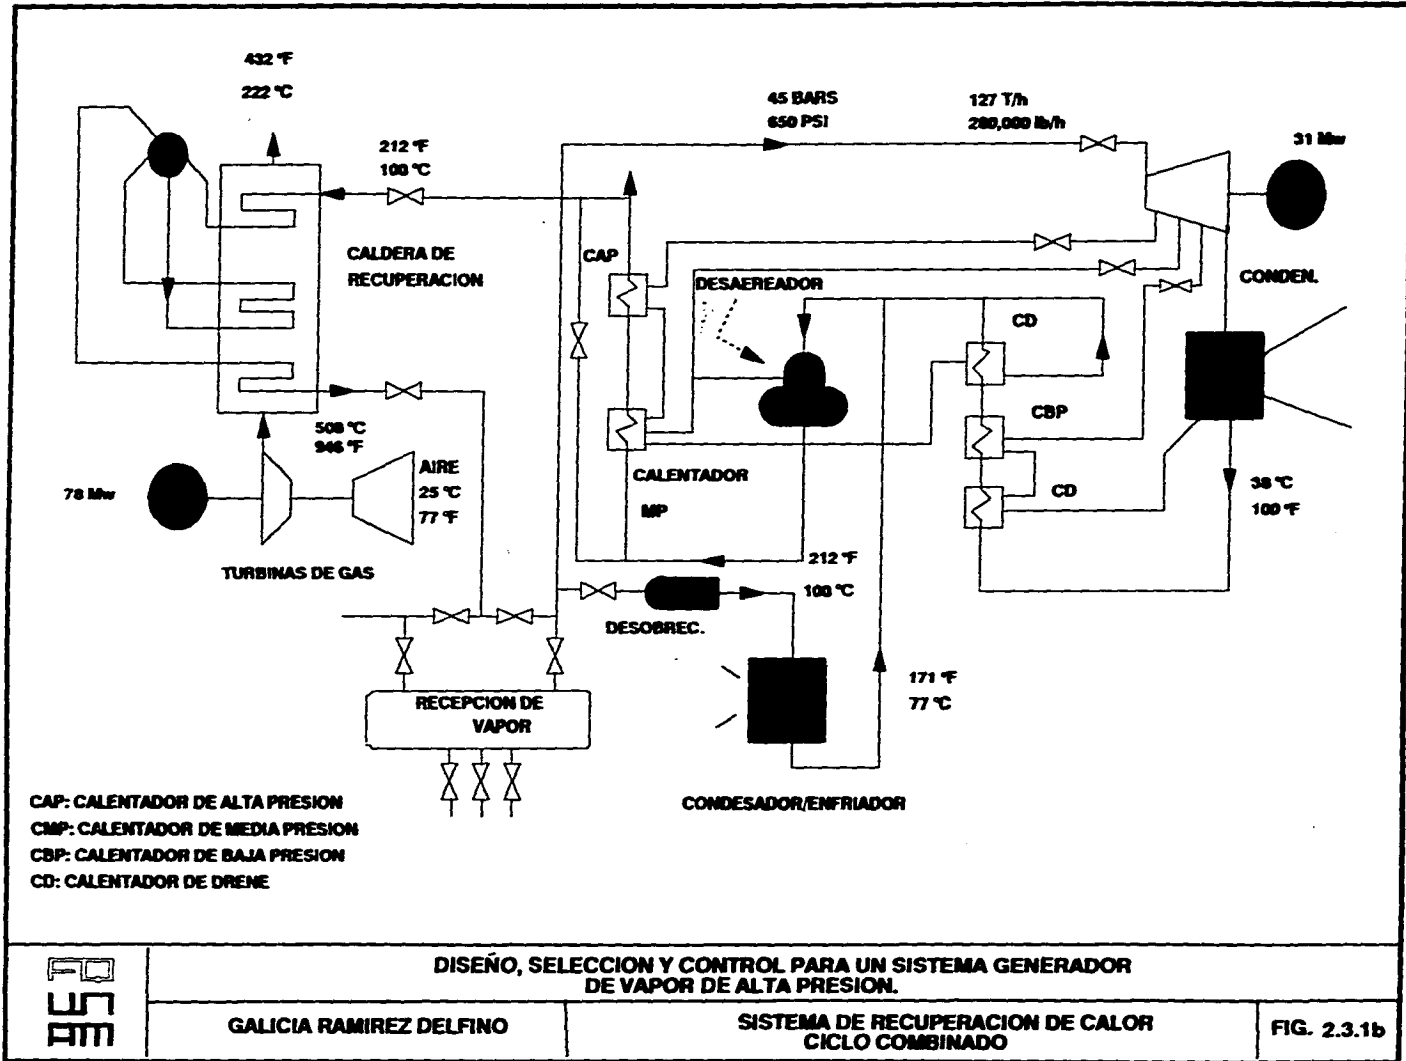 432 °F
222 °C
212 °F
100 °C
45 BARS
650 PSI
127 T/h
280,000 lb/h
31 Mw
CALDERA DE
RECUPERACION
CAP
DESAEREADOR
CD
CONDEN.
CBP
CD
508 °C
946 °F
78 Mw
AIRE
25 °C
77 °F
TURBINAS DE GAS
CALENTADOR
MP
38 °C
100 °F
212 °F
100 °C
DESOBREC.
171 °F
77 °C
RECEPCION DE
VAPOR
CONDESADOR/ENFRIADOR
CAP: CALENTADOR DE ALTA PRESION
CMP: CALENTADOR DE MEDIA PRESION
CBP: CALENTADOR DE BAJA PRESION
CD: CALENTADOR DE DRENE
FQ
UN
AM
DISEÑO, SELECCION Y CONTROL PARA UN SISTEMA GENERADOR
DE VAPOR DE ALTA PRESION.
GALICIA RAMIREZ DELFINO
SISTEMA DE RECUPERACION DE CALOR
CICLO COMBINADO
FIG. 2.3.1b